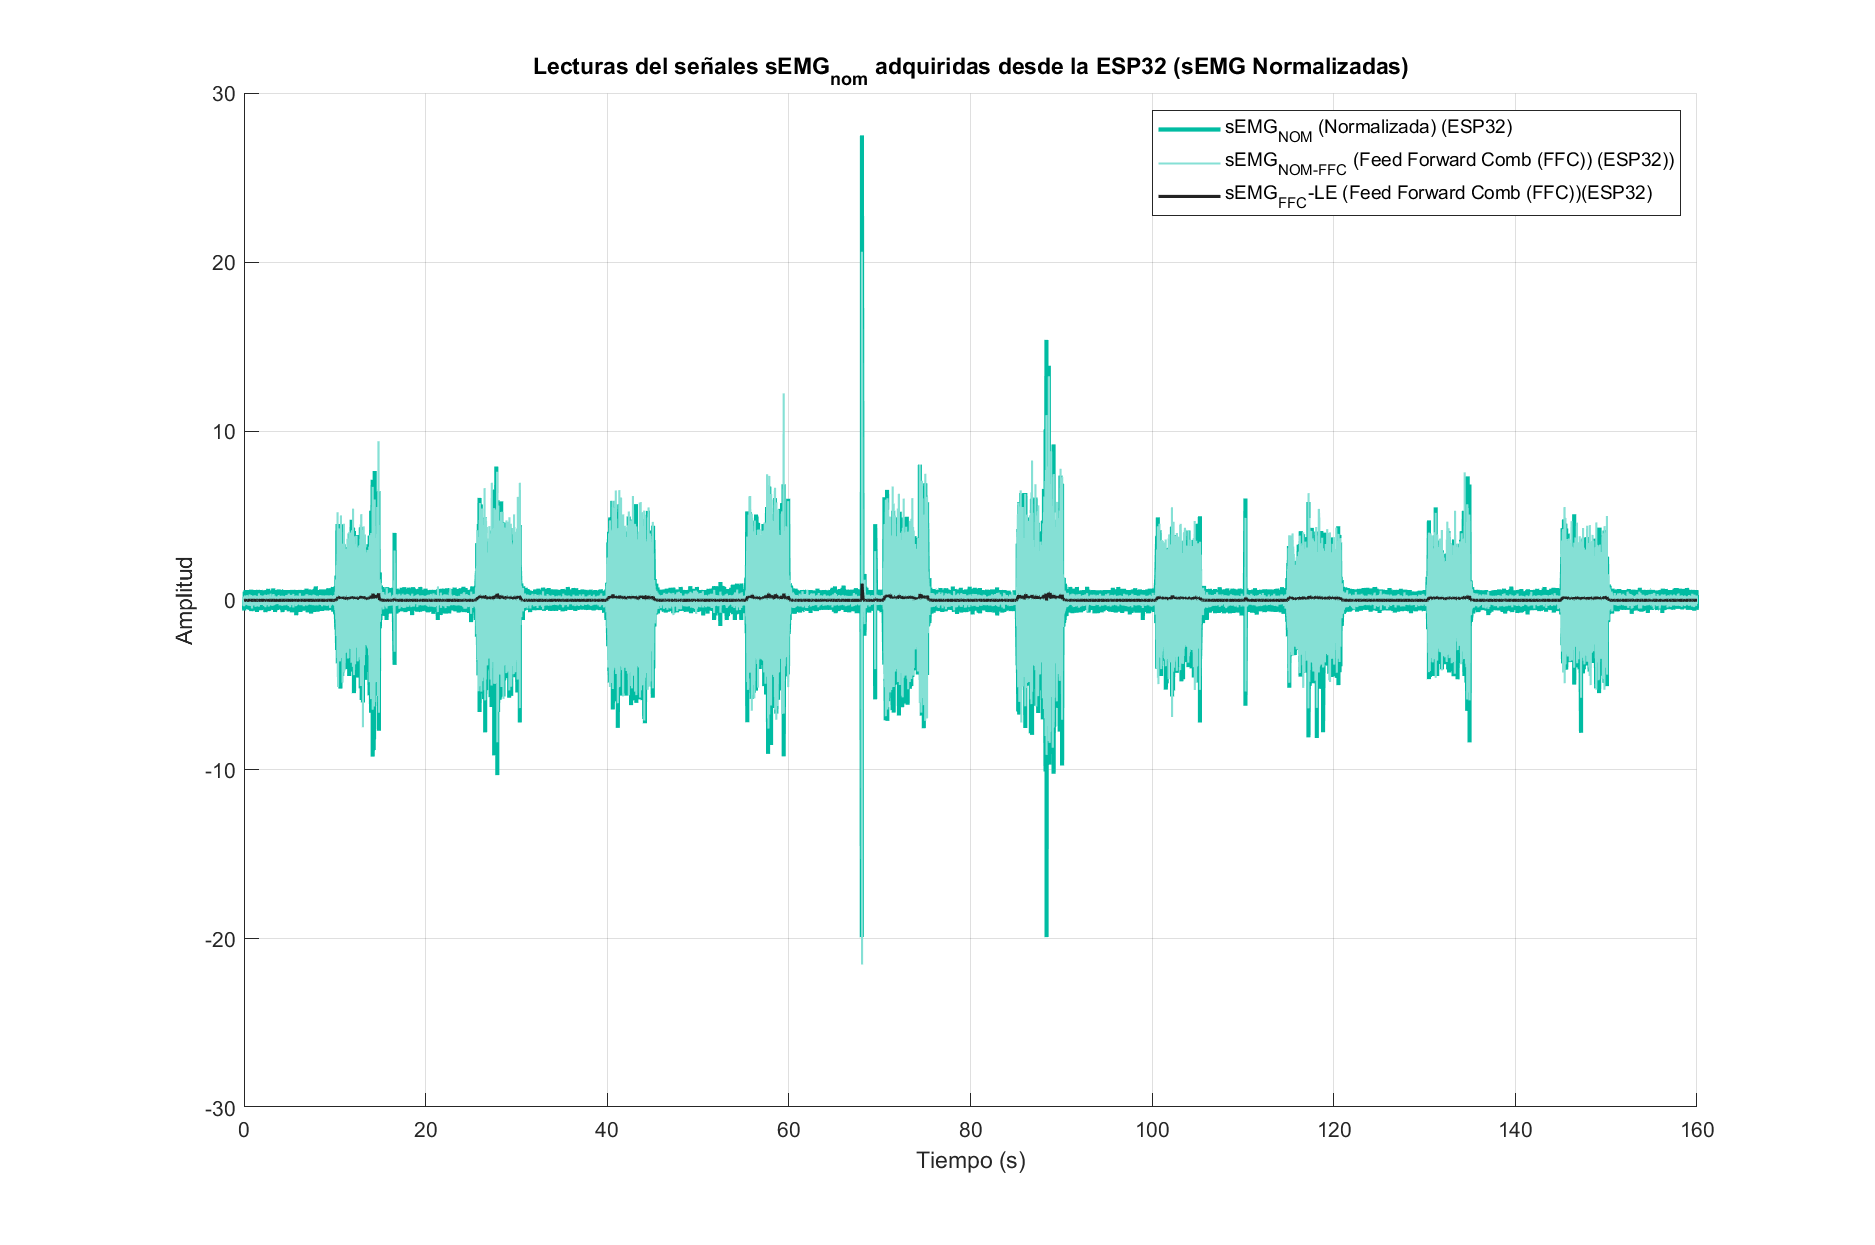 Lecturas del señales sEMGnom adquiridas desde la ESP32 (sEMG Normalizadas)
30
20
10
0
-10
-20
-30
Amplitud
sEMGNOM (Normalizada) (ESP32)
sEMGNOM-FFC (Feed Forward Comb (FFC)) (ESP32))
sEMGFFC-LE (Feed Forward Comb (FFC))(ESP32)
0 20 40 60 80 100 120 140 160
Tiempo (s)